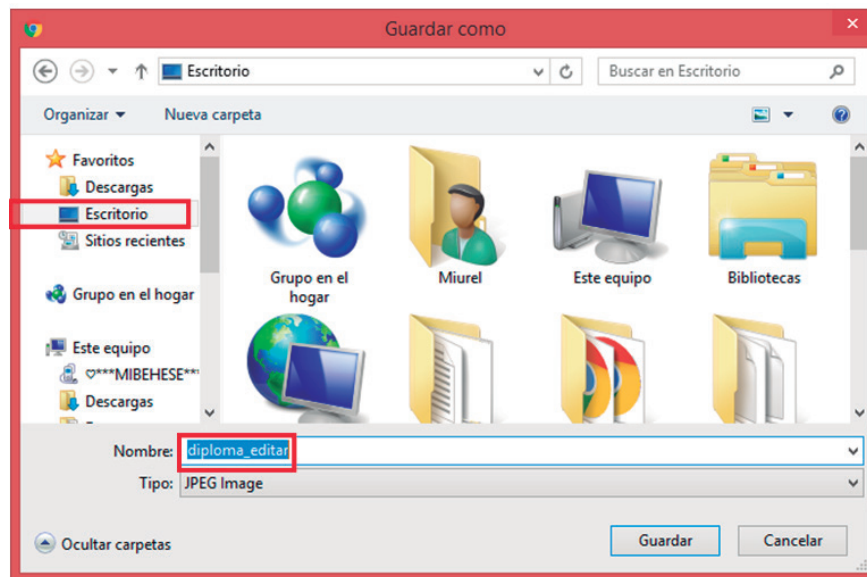 Guardar como
Escritorio
Buscar en Escritorio
Organizar
Nueva carpeta
Favoritos
Descargas
Escritorio
Sitios recientes
Grupo en el hogar
Este equipo
♡***MIBEHESE**
Descargas
Grupo en el
hogar
Miurel
Este equipo
Bibliotecas
Nombre: diploma_editar
Tipo: JPEG Image
Ocultar carpetas
Guardar
Cancelar